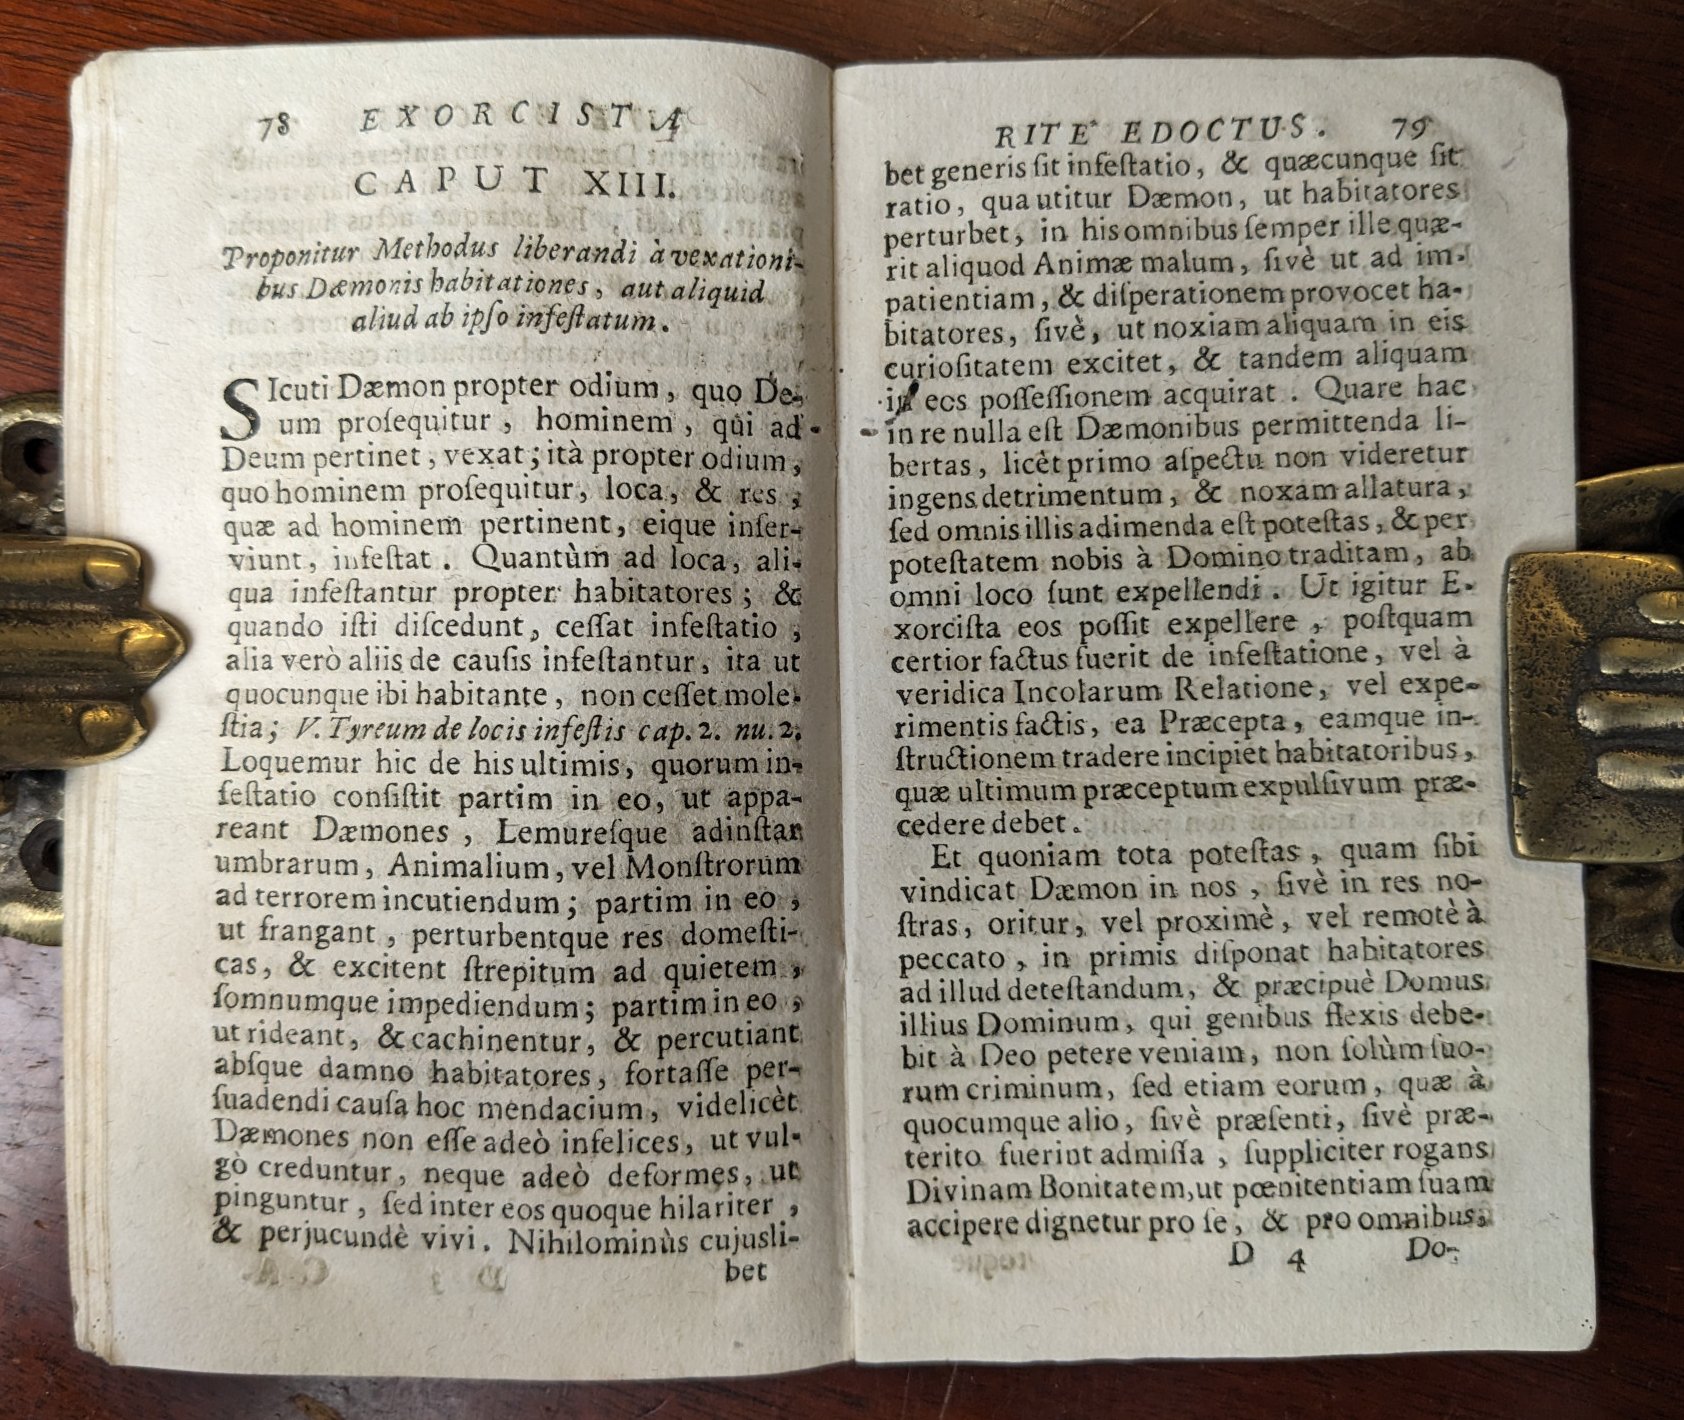 78 EXORCISTA
CAPUT XIII.
Proponitur Methodus liberandi à vexationi-
bus Dæmonis habitationes, aut aliquid
aliud ab ipſo infeſtatum.
SIcuti Dæmon propter odium, quo De-
um proſequitur, hominem, qui ad
Deum pertinet, vexat; ità propter odium,
quo hominem proſequitur, loca, & res,
quæ ad hominem pertinent, eique inſer-
viunt, infeſtat. Quantùm ad loca, ali-
qua infeſtantur propter habitatores; &
quando iſti diſcedunt, ceſſat infeſtatio,
alia verò aliis de cauſis infeſtantur, ita ut
quocunque ibi habitante, non ceſſet mole-
ſtia; V. Tyreum de locis infeſtis cap. 2. nu. 2.
Loquemur hic de his ultimis, quorum in-
feſtatio conſiſtit partim in eo, ut appa-
reant Dæmones, Lemureſque adinſtar
umbrarum, Animalium, vel Monſtrorum
ad terrorem incutiendum; partim in eo,
ut frangant, perturbentque res domeſti-
cas, & excitent ſtrepitum ad quietem,
ſomnumque impediendum; partim in eo,
ut rideant, & cachinentur, & percutiant
abſque damno habitatores, fortaſſe per-
ſuadendi cauſa hoc mendacium, videlicèt
Dæmones non eſſe adeò infelices, ut vul-
gò creduntur, neque adeò deformes, ut
pinguntur, ſed inter eos quoque hilariter,
& perjucundè vivi. Nihilominùs cujusli-
bet
RITE EDOCTUS. 79
bet generis ſit infeſtatio, & quæcunque ſit
ratio, qua utitur Dæmon, ut habitatores
perturbet, in his omnibus ſemper ille quæ-
rit aliquod Animæ malum, ſivè ut ad im-
patientiam, & diſperationem provocet ha-
bitatores, ſivè, ut noxiam aliquam in eis
curioſitatem excitet, & tandem aliquam
in eos poſſeſſionem acquirat. Quare hac
in re nulla eſt Dæmonibus permittenda li-
bertas, licèt primo aſpectu non videretur
ingens detrimentum, & noxam allatura,
ſed omnis illis adimenda eſt poteſtas, & per
poteſtatem nobis à Domino traditam, ab
omni loco ſunt expellendi. Ut igitur E-
xorciſta eos poſſit expellere, poſtquam
certior factus fuerit de infeſtatione, vel à
veridica Incolarum Relatione, vel expe-
rimentis factis, ea Præcepta, eamque in-
ſtructionem tradere incipiet habitatoribus,
quæ ultimum præceptum expulſivum præ-
cedere debet.
Et quoniam tota poteſtas, quam ſibi
vindicat Dæmon in nos, ſivè in res no-
ſtras, oritur, vel proximè, vel remotè à
peccato, in primis diſponat habitatores
ad illud deteſtandum, & præcipuè Domus
illius Dominum, qui genibus flexis debe-
bit à Deo petere veniam, non ſolùm ſuo-
rum criminum, ſed etiam eorum, quæ à
quocumque alio, ſivè præſenti, ſivè præ-
terito fuerint admiſſa, ſuppliciter rogans
Divinam Bonitatem, ut pœnitentiam ſuam
accipere dignetur pro ſe, & pro omnibus,
D 4 Do-